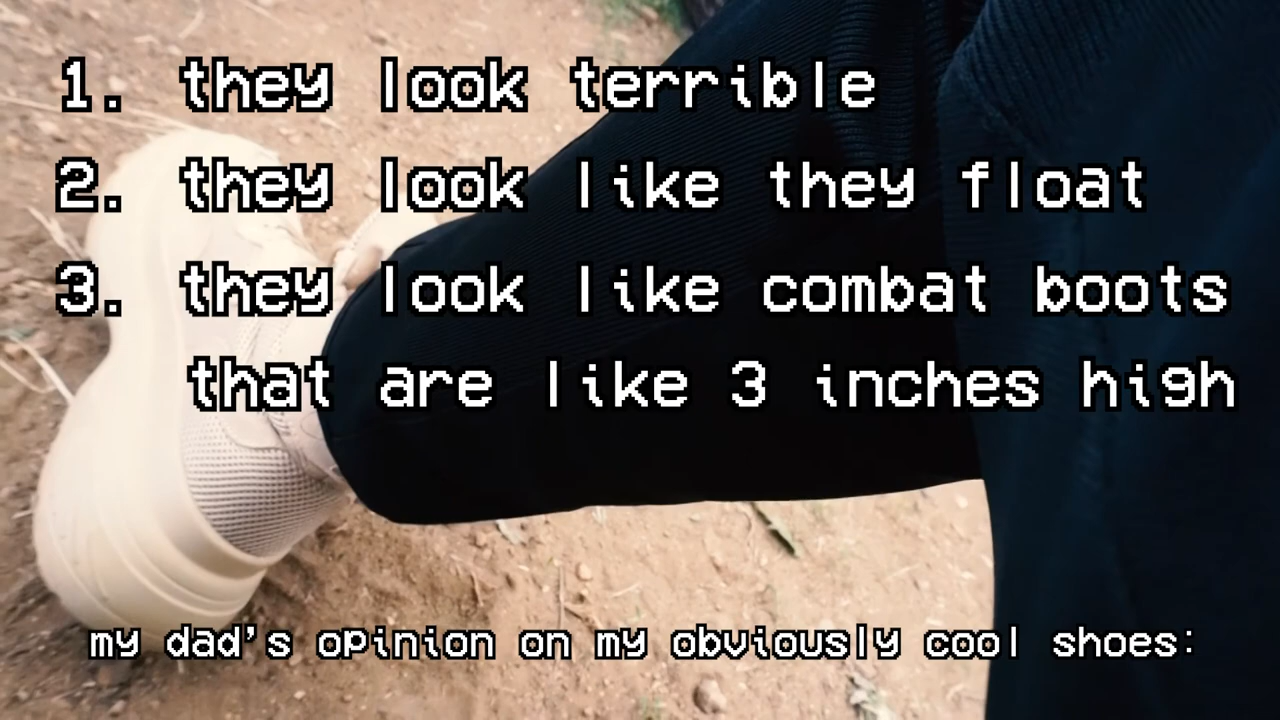 1. they look terrible
2. they look like they float
3. they look like combat boots
that are like 3 inches high
my dad's opinion on my obviously cool shoes: